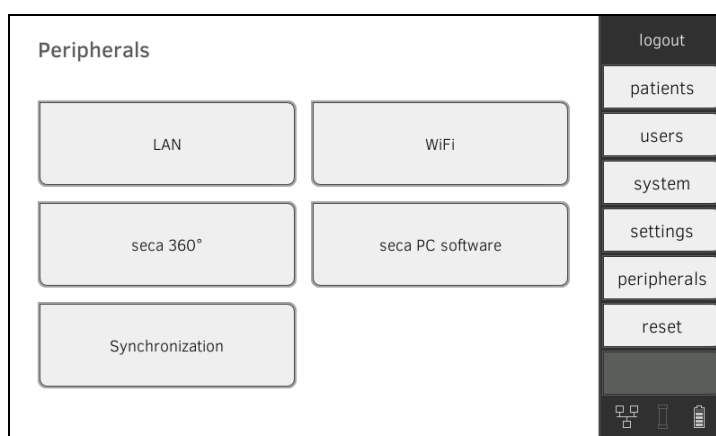 Peripherals
LAN
WiFi
seca 360°
seca PC software
Synchronization
logout
patients
users
system
settings
peripherals
reset